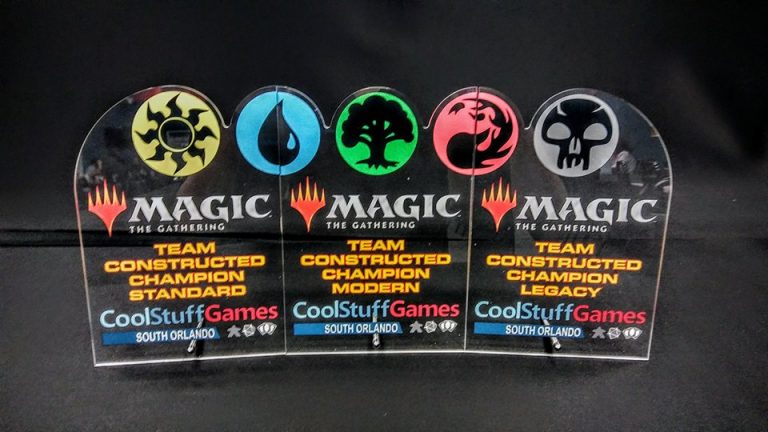 MAGIC
THE GATHERING
TEAM
CONSTRUCTED
CHAMPION
STANDARD
CoolStuffGames
SOUTH ORLANDO
MAGIC
THE GATHERING
TEAM
CONSTRUCTED
CHAMPION
MODERN
CoolStuffGames
SOUTH ORLANDO
MAGIC
THE GATHERING
TEAM
CONSTRUCTED
CHAMPION
LEGACY
CoolStuffGames
SOUTH ORLANDO